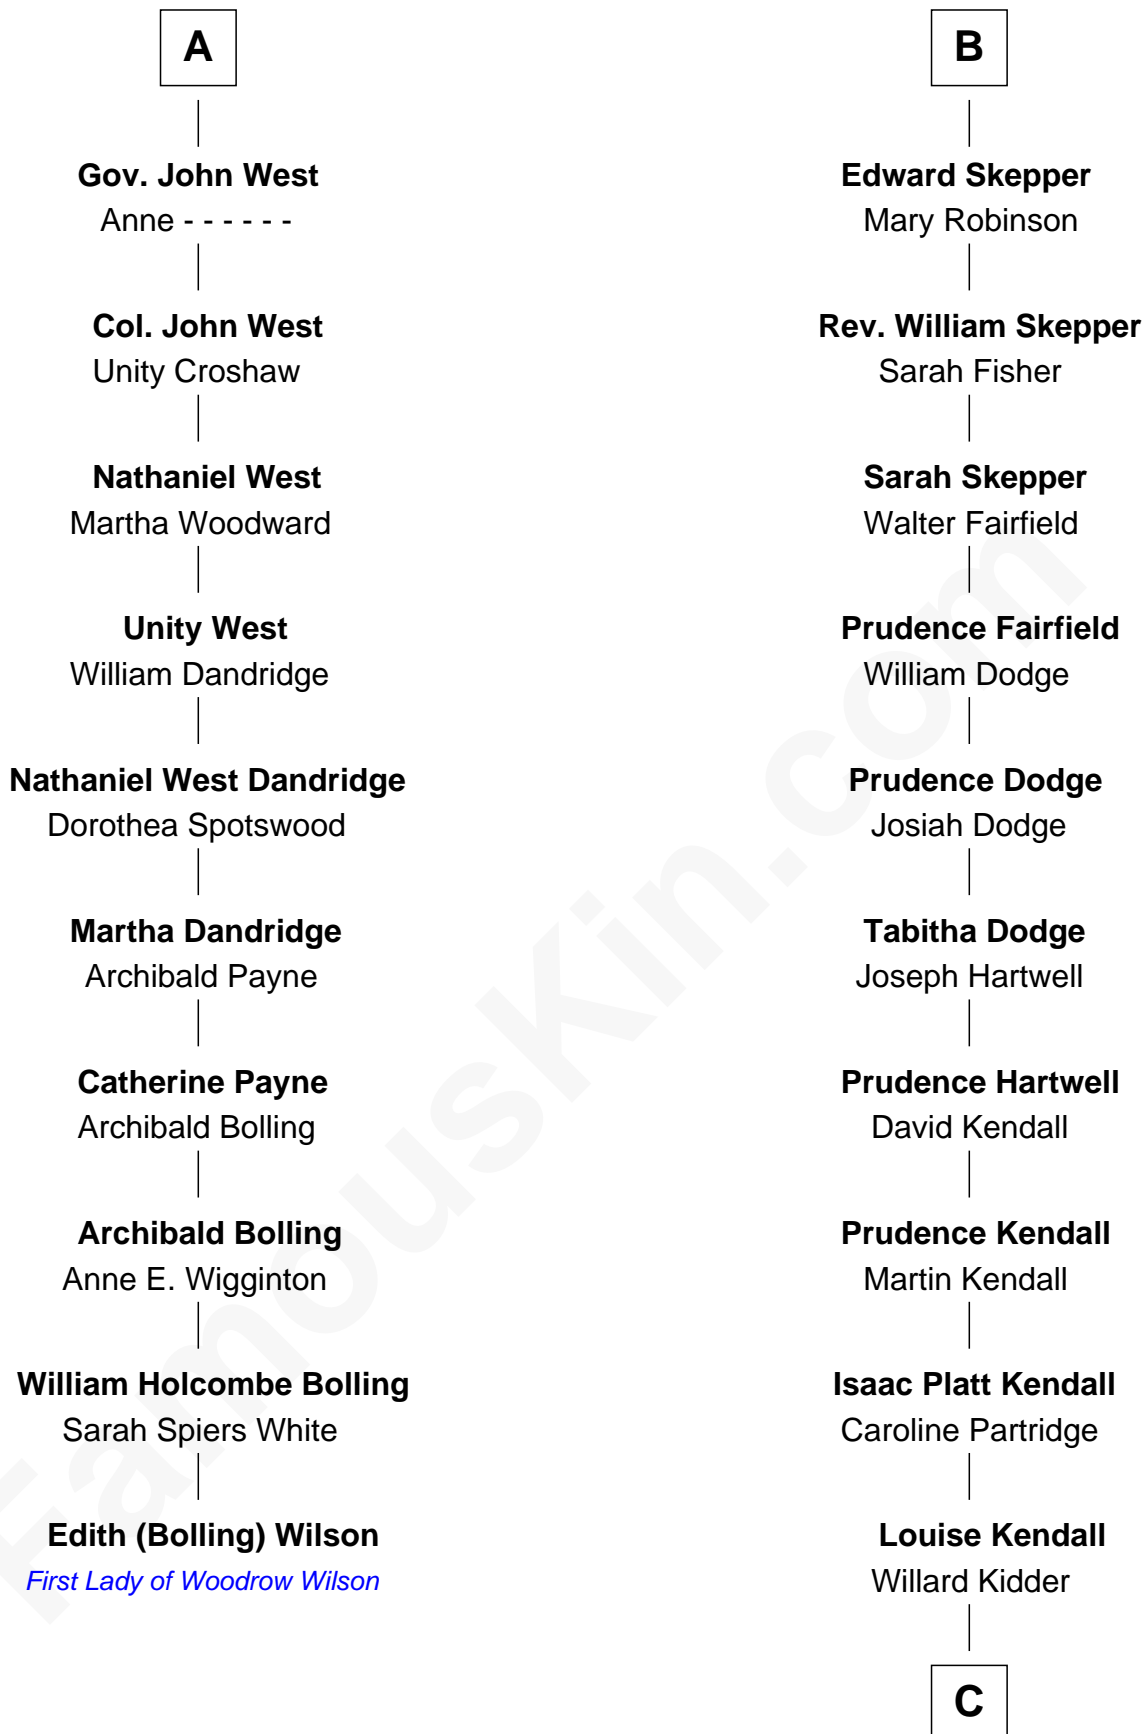 A
Gov. John West
Anne - - - - - -
Col. John West
Unity Croshaw
Nathaniel West
Martha Woodward
Unity West
William Dandridge
Nathaniel West Dandridge
Dorothea Spotswood
Martha Dandridge
Archibald Payne
Catherine Payne
Archibald Bolling
Archibald Bolling
Anne E. Wigginton
William Holcombe Bolling
Sarah Spiers White
Edith (Bolling) Wilson
First Lady of Woodrow Wilson
B
Edward Skepper
Mary Robinson
Rev. William Skepper
Sarah Fisher
Sarah Skepper
Walter Fairfield
Prudence Fairfield
William Dodge
Prudence Dodge
Josiah Dodge
Tabitha Dodge
Joseph Hartwell
Prudence Hartwell
David Kendall
Prudence Kendall
Martin Kendall
Isaac Platt Kendall
Caroline Partridge
Louise Kendall
Willard Kidder
C
FamousKin.com